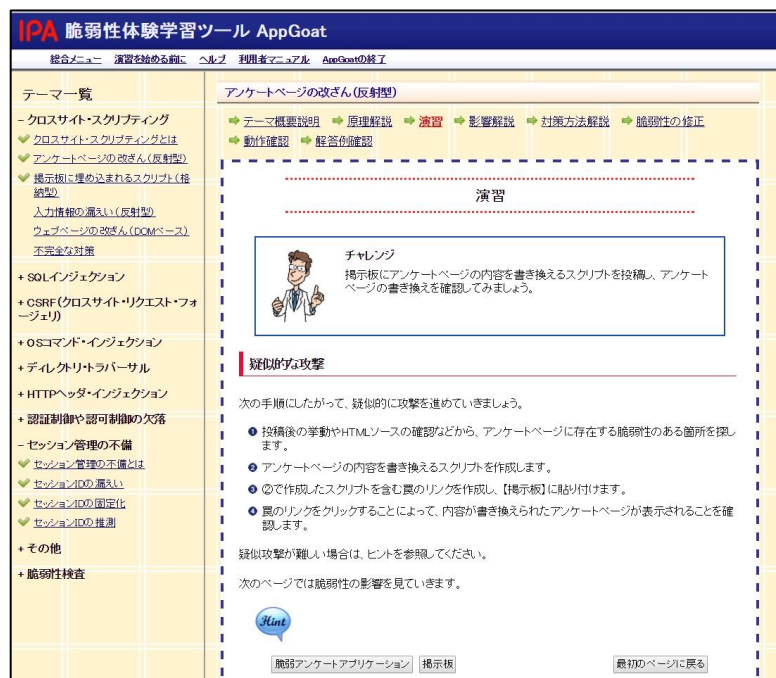 IPA 脆弱性体験学習ツール AppGoat
総合メニュー 演習を始める前に ヘルプ 利用者マニュアル AppGoatの終了
テーマ一覧
- クロスサイト・スクリプティング
クロスサイト・スクリプティングとは
アンケートページの改ざん(反射型)
掲示板に埋め込まれるスクリプト(格
納型)
入力情報の漏えい(反射型)
ウェブページの改ざん(DOMベース)
不完全な対策
+ SQLインジェクション
+ CSRF(クロスサイト・リクエスト・フォ
ージェリ)
+ OSコマンド・インジェクション
+ ディレクトリ・トラバーサル
+ HTTPヘッダ・インジェクション
+ 認証制御や認可制御の欠落
- セッション管理の不備
セッション管理の不備とは
セッションIDの漏えい
セッションIDの固定化
セッションIDの推測
+ その他
+ 脆弱性検査
アンケートページの改ざん(反射型)
テーマ概要説明 原理解説 演習 影響解説 対策方法解説 脆弱性の修正
動作確認 解答例確認
演習
チャレンジ
掲示板にアンケートページの内容を書き換えるスクリプトを投稿し、アンケート
ページの書き換えを確認してみましょう。
疑似的な攻撃
次の手順にしたがって、疑似的に攻撃を進めていきましょう。
❶ 投稿後の挙動やHTMLソースの確認などから、アンケートページに存在する脆弱性のある箇所を探し
ます。
❷ アンケートページの内容を書き換えるスクリプトを作成します。
❸ ②で作成したスクリプトを含む罠のリンクを作成し、【掲示板】に貼り付けます。
❹ 罠のリンクをクリックすることによって、内容が書き換えられたアンケートページが表示されることを確
認します。
疑似攻撃が難しい場合は、ヒントを参照してください。
次のページでは脆弱性の影響を見ていきます。
Hint
脆弱アンケートアプリケーション 掲示板 最初のページに戻る